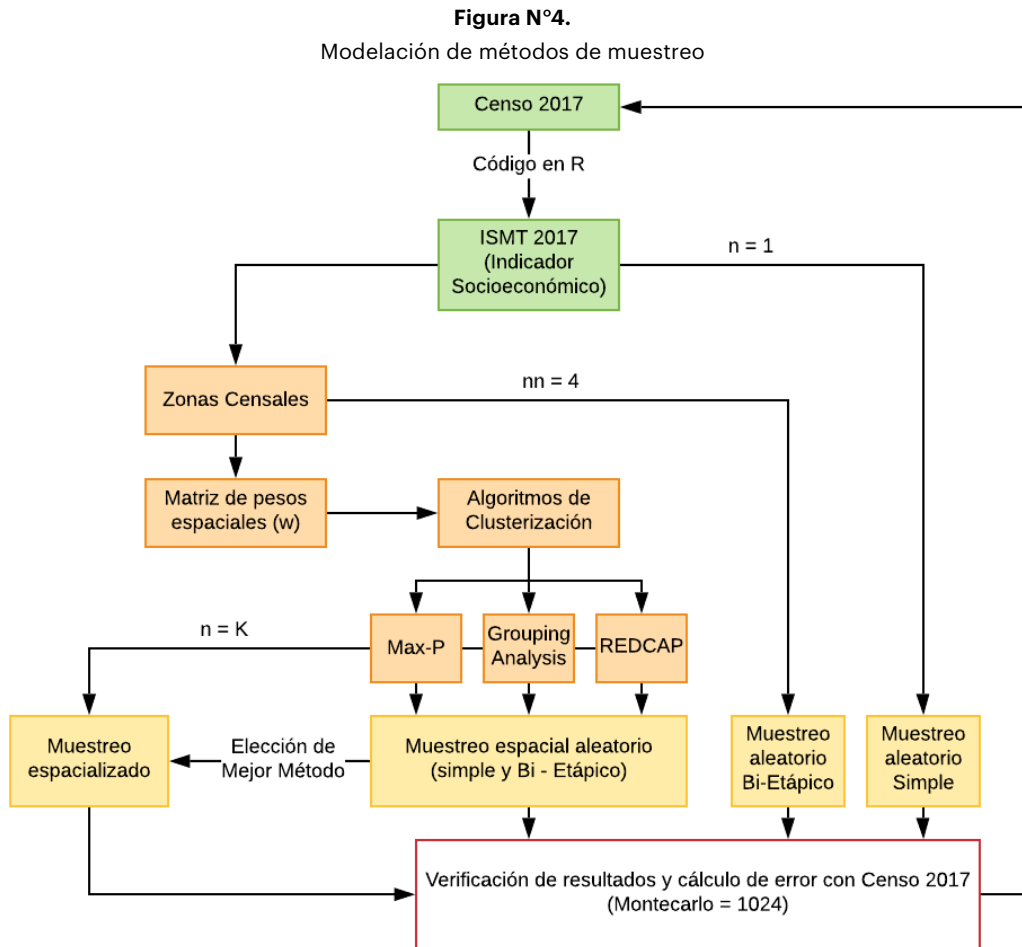 Figura N°4.
Modelación de métodos de muestreo
Censo 2017
Código en R
ISMT 2017
(Indicador
Socioeconómico)
n = 1
Zonas Censales
nn = 4
Matriz de pesos
espaciales (w)
Algoritmos de
Clusterización
n = K
Max-P
Grouping
Analysis
REDCAP
Muestreo
espacializado
Elección de
Mejor Método
Muestreo espacial aleatorio
(simple y Bi - Etápico)
Muestreo
aleatorio
Bi-Etápico
Muestreo
aleatorio
Simple
Verificación de resultados y cálculo de error con Censo 2017
(Montecarlo = 1024)